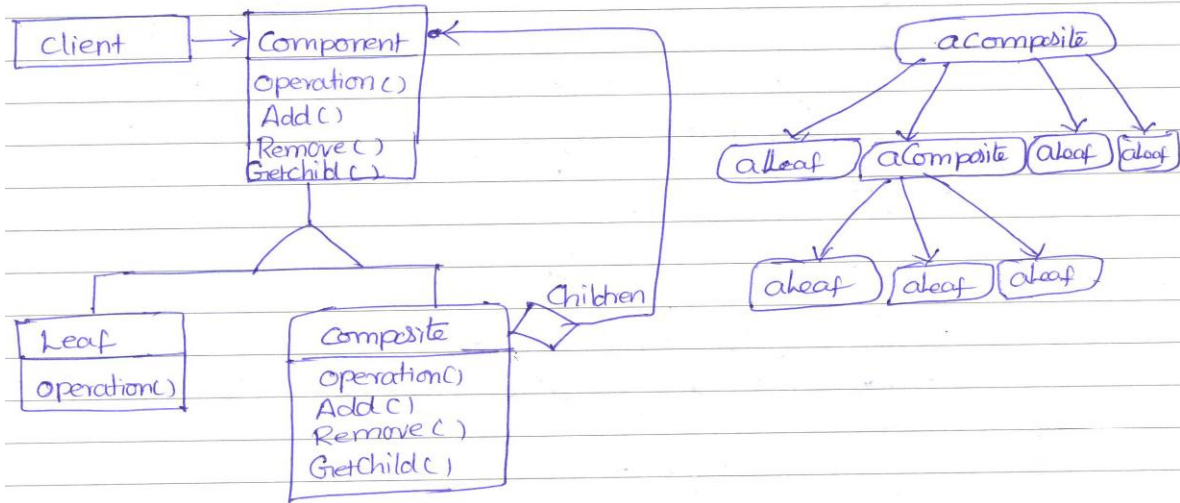 Client
Component
Operation()
Add()
Remove()
GetChild()
Leaf
Operation()
Children
Composite
Operation()
Add()
Remove()
GetChild()
aComposite
aLeaf
aComposite
aLeaf
aLeaf
aLeaf
aLeaf
aLeaf